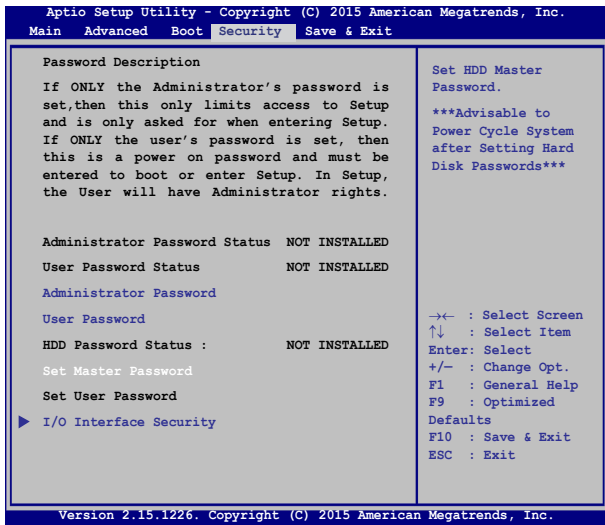 Aptio Setup Utility - Copyright (C) 2015 American Megatrends, Inc.
Main Advanced Boot Security Save & Exit
Password Description
If ONLY the Administrator's password is
set,then this only limits access to Setup
and is only asked for when entering Setup.
If ONLY the user's password is set, then
this is a power on password and must be
entered to boot or enter Setup. In Setup,
the User will have Administrator rights.
Administrator Password Status NOT INSTALLED
User Password Status NOT INSTALLED
Administrator Password
User Password
HDD Password Status : NOT INSTALLED
Set Master Password
Set User Password
I/O Interface Security
Set HDD Master
Password.
***Advisable to
Power Cycle System
after Setting Hard
Disk Passwords***
→← : Select Screen
↑↓ : Select Item
Enter: Select
+/— : Change Opt.
F1 : General Help
F9 : Optimized
Defaults
F10 : Save & Exit
ESC : Exit
Version 2.15.1226. Copyright (C) 2015 American Megatrends, Inc.